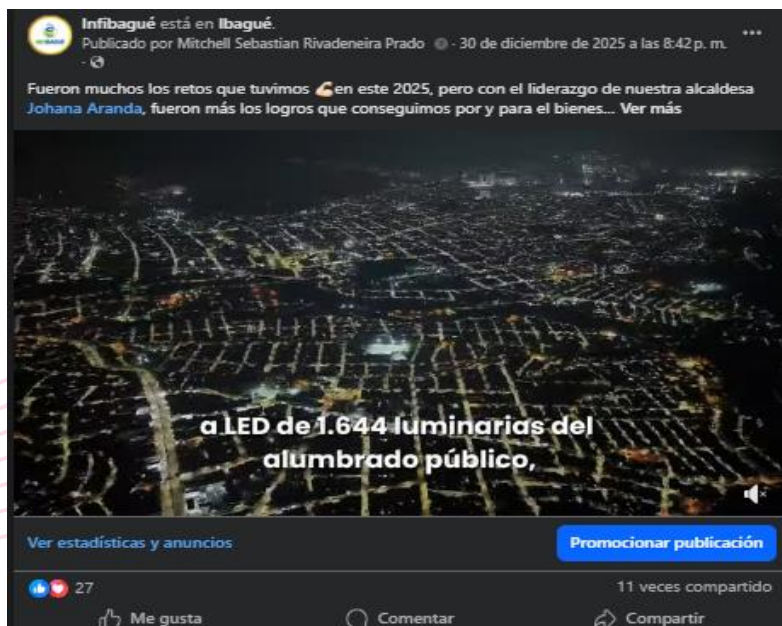 Infibagué está en Ibagué.
Publicado por Mitchell Sebastian Rivadeneira Prado · 30 de diciembre de 2025 a las 8:42 p. m.
·
Fueron muchos los retos que tuvimos 💪en este 2025, pero con el liderazgo de nuestra alcaldesa
Johana Aranda, fueron más los logros que conseguimos por y para el bienes... Ver más
a LED de 1.644 luminarias del
alumbrado público,
Ver estadísticas y anuncios
Promocionar publicación
27
11 veces compartido
Me gusta
Comentar
Compartir